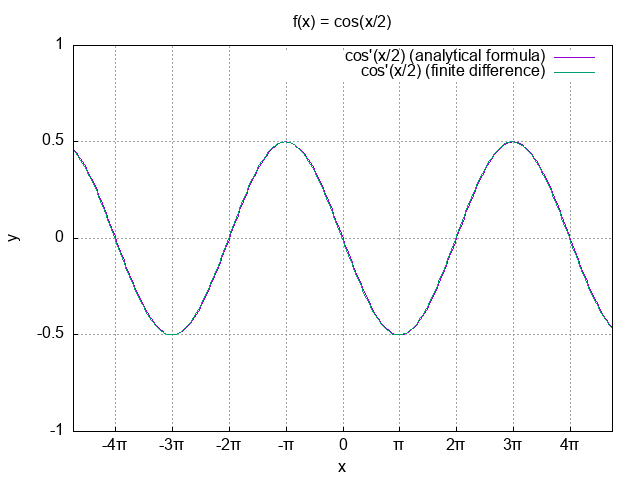 f(x) = cos(x/2)
1
cos'(x/2) (analytical formula)
cos'(x/2) (finite difference)
0.5
y
0
-0.5
-1
-4π -3π -2π -π 0 π 2π 3π 4π
x